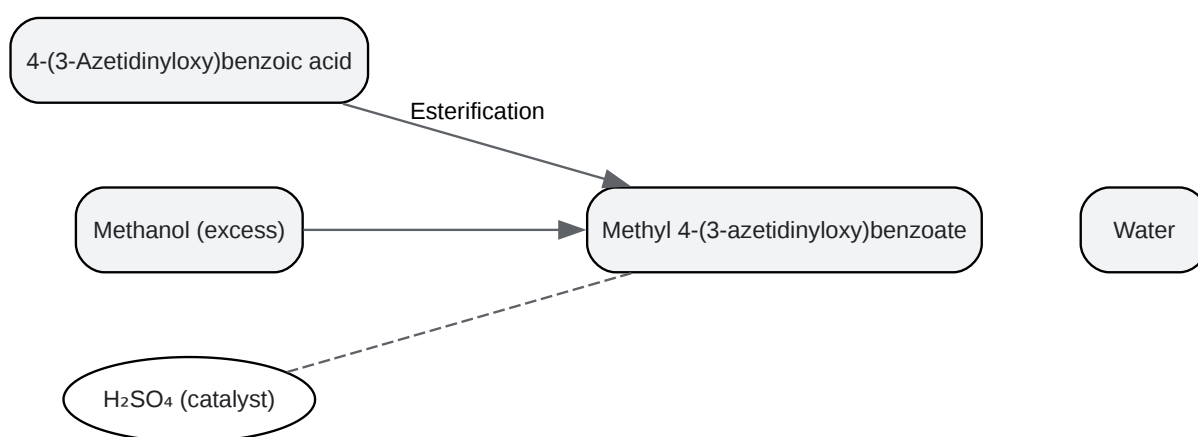 4-(3-Azetidinyloxy)benzoic acid
Esterification
Methanol (excess)
Methyl 4-(3-azetidinyloxy)benzoate
Water
H₂SO₄ (catalyst)